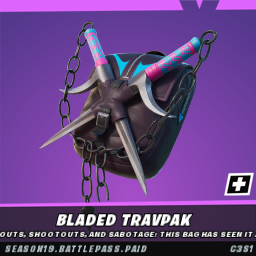 BLADED TRAVPAK
OUTS, SHOOTOUTS, AND SABOTAGE: THIS BAG HAS SEEN IT
SEASON19.BATTLEPASS.PAID
C3S1